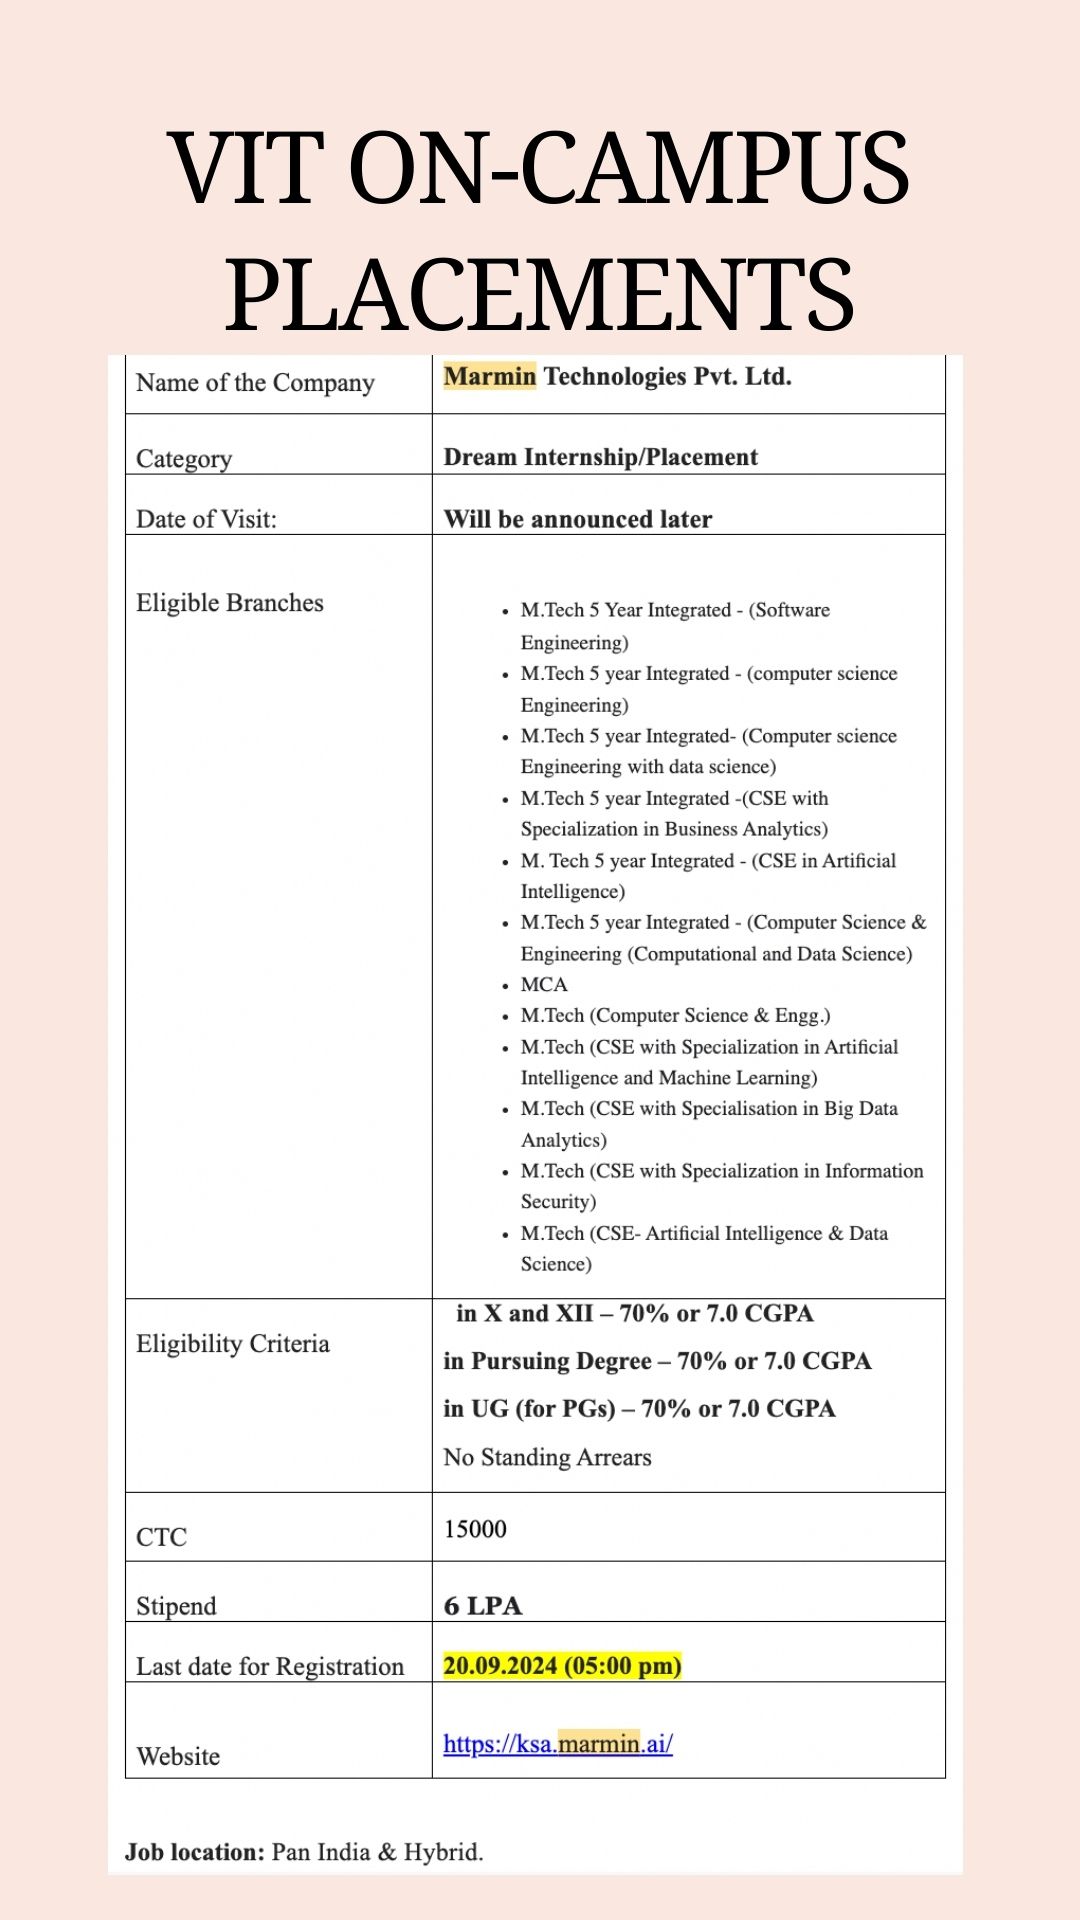 VIT ON-CAMPUS
PLACEMENTS
Name of the Company
Marmin Technologies Pvt. Ltd.
Category
Dream Internship/Placement
Date of Visit:
Will be announced later
Eligible Branches
• M.Tech 5 Year Integrated - (Software
Engineering)
• M.Tech 5 year Integrated - (computer science
Engineering)
• M.Tech 5 year Integrated- (Computer science
Engineering with data science)
• M.Tech 5 year Integrated -(CSE with
Specialization in Business Analytics)
• M. Tech 5 year Integrated - (CSE in Artificial
Intelligence)
• M.Tech 5 year Integrated - (Computer Science &
Engineering (Computational and Data Science)
• MCA
• M.Tech (Computer Science & Engg.)
• M.Tech (CSE with Specialization in Artificial
Intelligence and Machine Learning)
• M.Tech (CSE with Specialisation in Big Data
Analytics)
• M.Tech (CSE with Specialization in Information
Security)
• M.Tech (CSE- Artificial Intelligence & Data
Science)
Eligibility Criteria
in X and XII – 70% or 7.0 CGPA
in Pursuing Degree – 70% or 7.0 CGPA
in UG (for PGs) – 70% or 7.0 CGPA
No Standing Arrears
CTC
15000
Stipend
6 LPA
Last date for Registration
20.09.2024 (05:00 pm)
Website
https://ksa.marmin.ai/
Job location: Pan India & Hybrid.